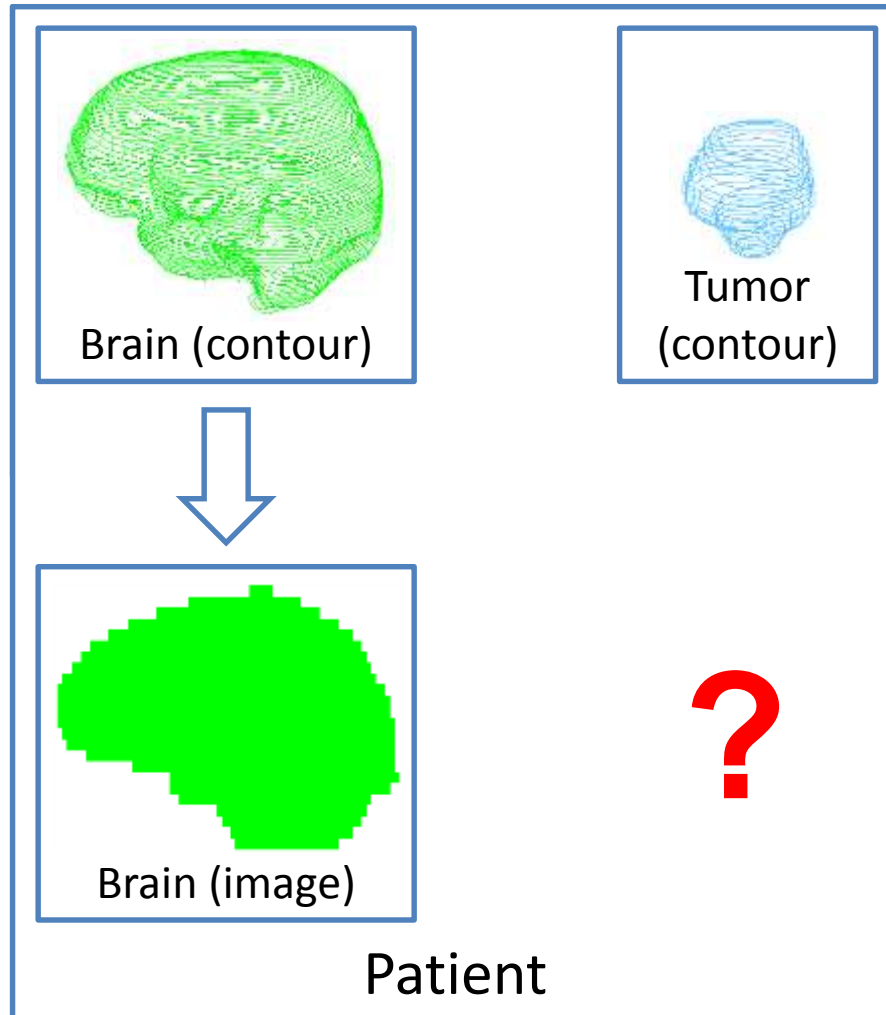 Brain (contour)
Tumor
(contour)
?
Brain (image)
Patient